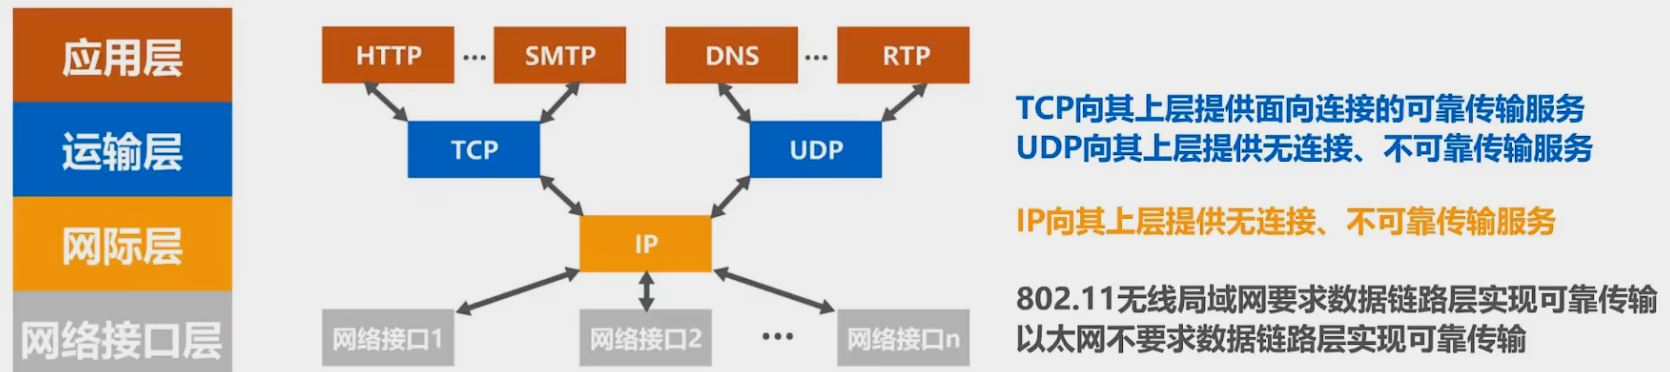 应用层
HTTP ... SMTP DNS ... RTP
运输层
TCP UDP
TCP向其上层提供面向连接的可靠传输服务
UDP向其上层提供无连接、不可靠传输服务
网际层
IP
IP向其上层提供无连接、不可靠传输服务
网络接口层
网络接口1 网络接口2 ... 网络接口n
802.11无线局域网要求数据链路层实现可靠传输
以太网不要求数据链路层实现可靠传输